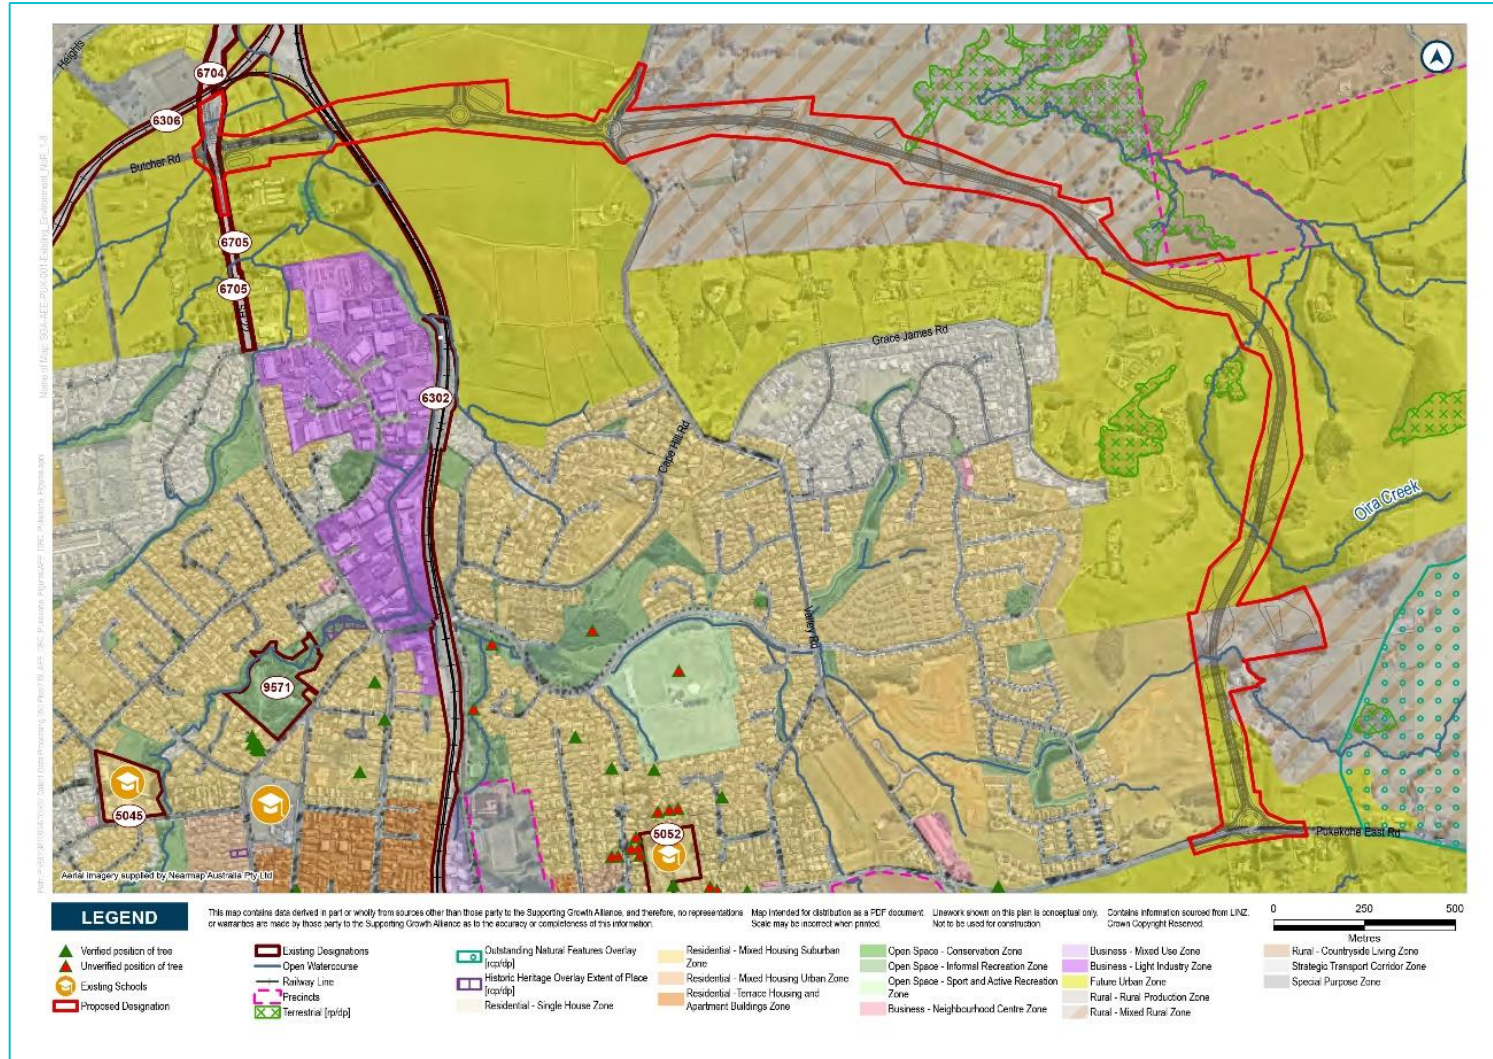 Heights
6704
6306
Butcher Rd
6705
6705
6302
Grace James Rd
Cape Hill Rd
Oira Creek
Valley Rd
9571
5045
5052
Pukekohe East Rd
Aerial Imagery supplied by Nearmap Australia Pty Ltd
LEGEND
This map contains data derived in part or wholly from sources other than those party to the Supporting Growth Alliance, and therefore, no representations
or warranties are made by those party to the Supporting Growth Alliance as to the accuracy or completeness of this information.
Map intended for distribution as a PDF document.
Scale may be incorrect when printed.
Linework shown on this plan is conceptual only.
Not to be used for construction.
Contains information sourced from LINZ.
Crown Copyright Reserved.
0 250 500
Metres
Verified position of tree
Unverified position of tree
Existing Schools
Proposed Designation
Existing Designations
Open Watercourse
Railway Line
Precincts
Terrestrial [rp/dp]
Outstanding Natural Features Overlay
[rcp/dp]
Historic Heritage Overlay Extent of Place
[rcp/dp]
Residential - Single House Zone
Residential - Mixed Housing Suburban
Zone
Residential - Mixed Housing Urban Zone
Residential -Terrace Housing and
Apartment Buildings Zone
Open Space - Conservation Zone
Open Space - Informal Recreation Zone
Open Space - Sport and Active Recreation
Zone
Business - Neighbourhood Centre Zone
Business - Mixed Use Zone
Business - Light Industry Zone
Future Urban Zone
Rural - Rural Production Zone
Rural - Mixed Rural Zone
Rural - Countryside Living Zone
Strategic Transport Corridor Zone
Special Purpose Zone